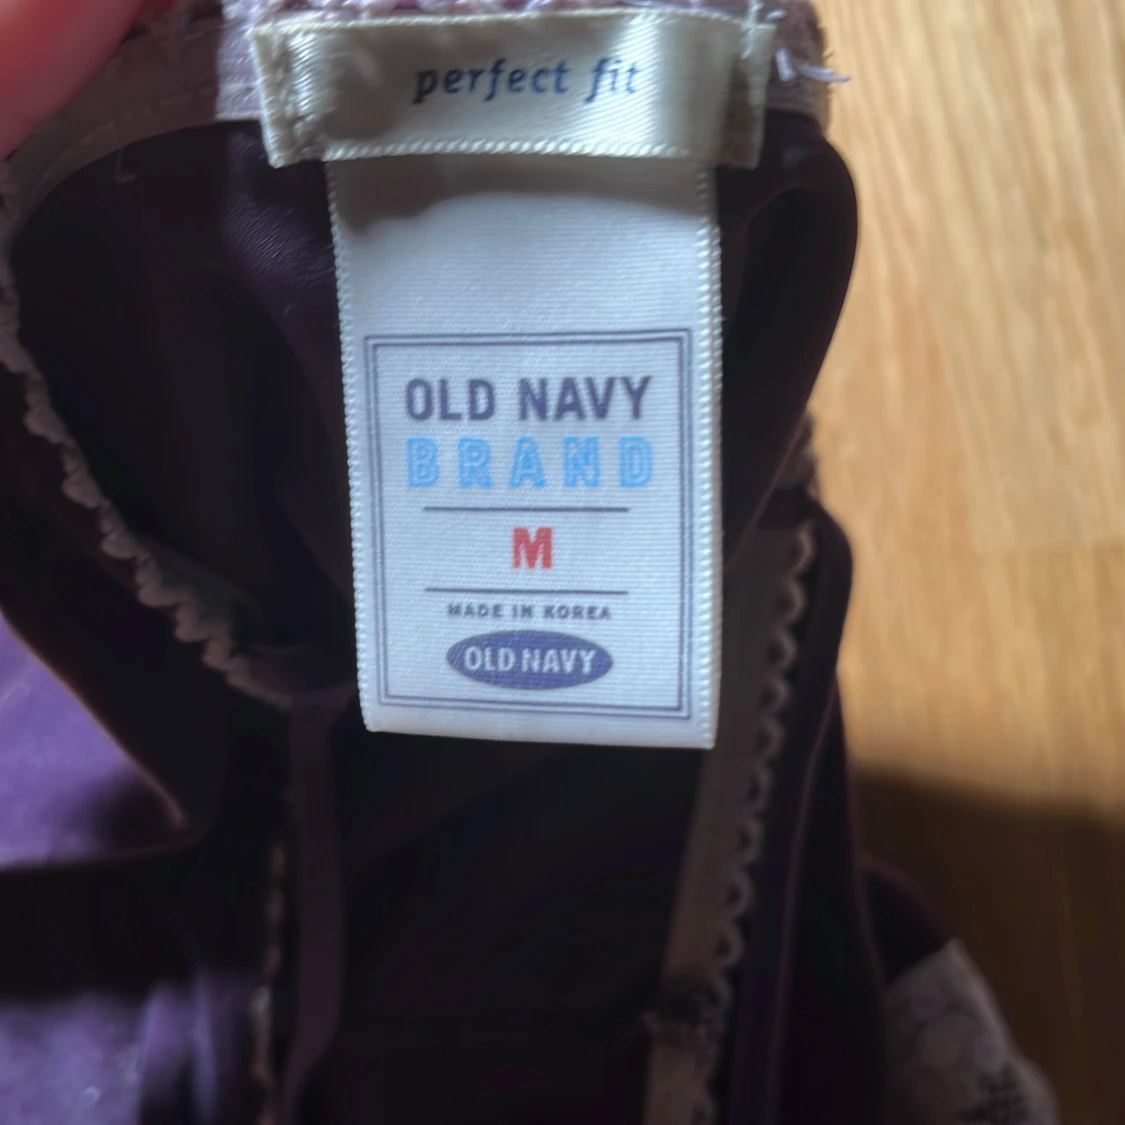 perfect fit
OLD NAVY
BRAND
M
MADE IN KOREA
OLD NAVY